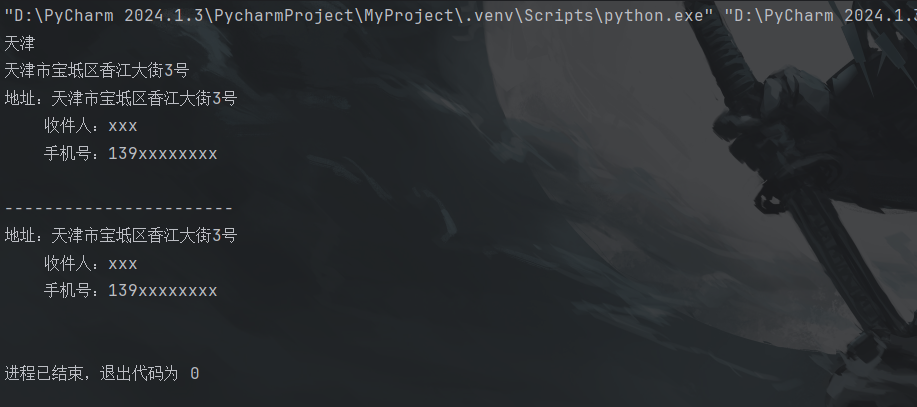 "D:\PyCharm 2024.1.3\PycharmProject\MyProject\.venv\Scripts\python.exe" "D:\PyCharm 2024.1.3
天津
天津市宝坻区香江大街3号
地址：天津市宝坻区香江大街3号
收件人：xxx
手机号：139xxxxxxxx
-----------------------
地址：天津市宝坻区香江大街3号
收件人：xxx
手机号：139xxxxxxxx
进程已结束，退出代码为 0